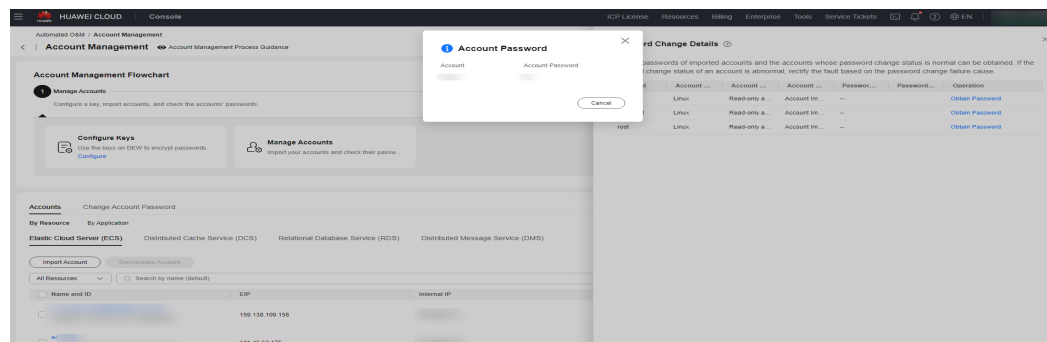 HUAWEI CLOUD | Console
ICP License Resources Billing Enterprise Tools Service Tickets EN
Automated O&M / Account Management
Account Management Account Management Process Guidance
Account Password
Account Account Password
Cancel
rd Change Details
passwords of imported accounts and the accounts whose password change status is normal can be obtained. If the
change status of an account is abnormal, rectify the fault based on the password change failure cause.
Account ... Account ... Account ... Passwor... Password... Operation
Linux Read-only a... Account Im... -- Obtain Password
Linux Read-only a... Account Im... -- Obtain Password
root Linux Read-only a... Account Im... -- Obtain Password
Account Management Flowchart
1 Manage Accounts
Configure a key, import accounts, and check the accounts' passwords.
Configure Keys
Use the keys on DEW to encrypt passwords.
Configure
Manage Accounts
Import your accounts and check their passw...
Accounts Change Account Password
By Resource By Application
Elastic Cloud Server (ECS) Distributed Cache Service (DCS) Relational Database Service (RDS) Distributed Message Service (DMS)
Import Account Synchronize Account
All Resources Search by name (default)
Name and ID EIP Internal IP
159.138.109.158